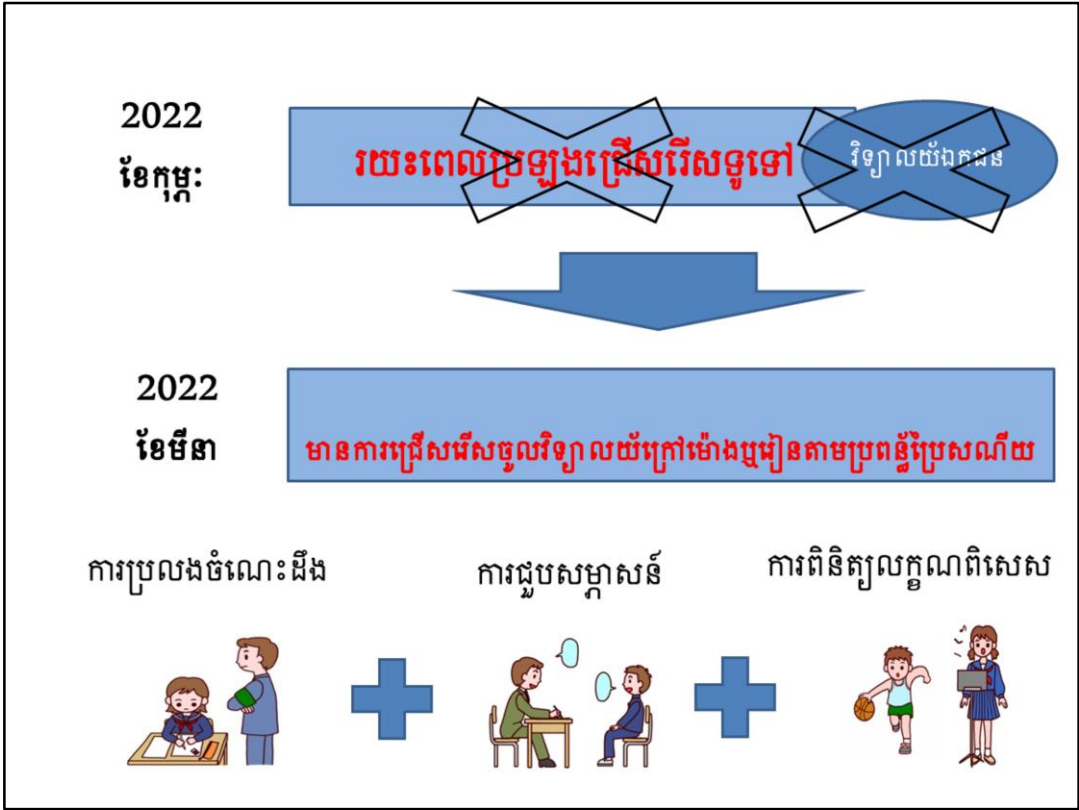 2022
ខែកុម្ភៈ
រយៈពេលប្រឡងជ្រើសរើសទូទៅ
វិទ្យាលយ័ឯកជន
2022
ខែមីនា
មានការជ្រើសរើសចូលវិទ្យាលយ័ក្រៅម៉ោងឬរៀនតាមប្រពន្ធ័ប្រៃសណីយ
ការប្រលងចំណេះដឹង
ការជួបសម្ភាសន៍
ការពិនិត្យលក្ខណពិសេស